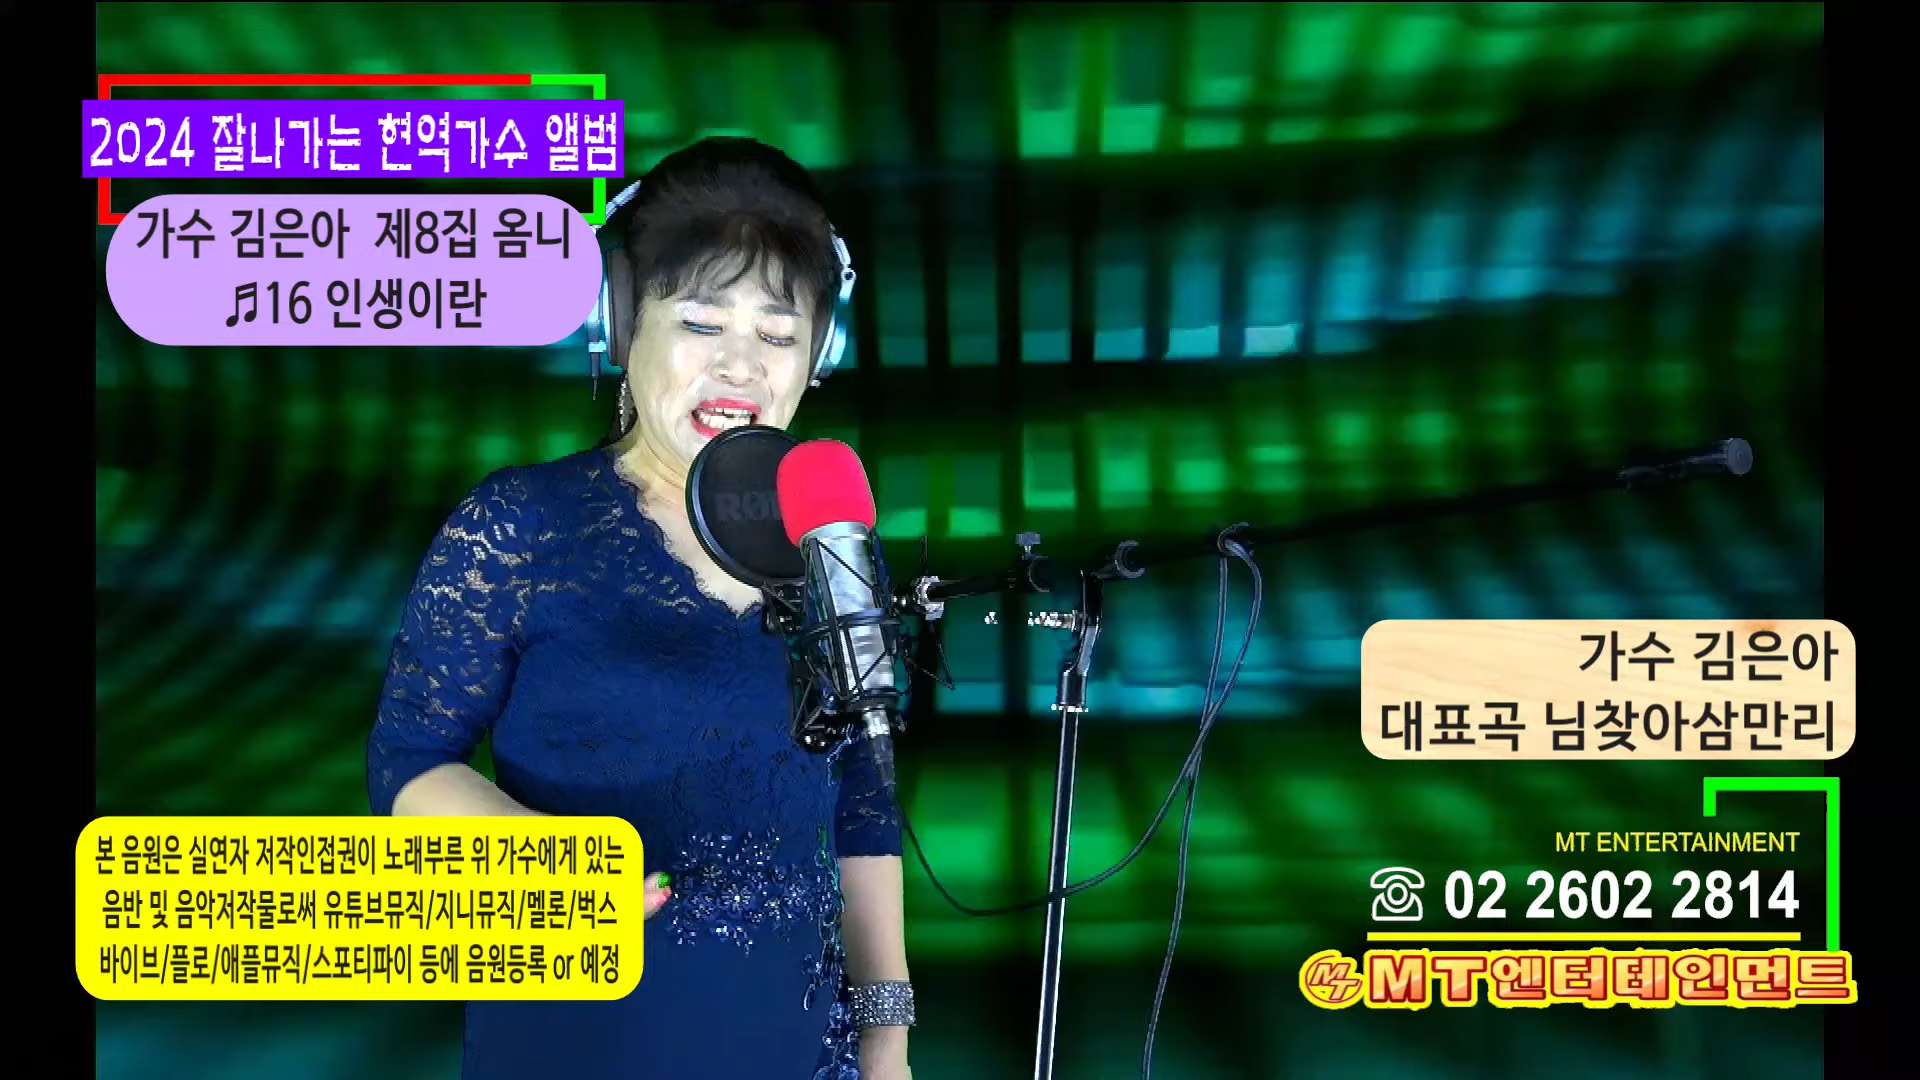 2024 잘나가는 현역가수 앨범
가수 김은아 제8집 옴니
♬16 인생이란
가수 김은아
대표곡 님찾아삼만리
본 음원은 실연자 저작인접권이 노래부른 위 가수에게 있는
음반 및 음악저작물로써 유튜브뮤직/지니뮤직/멜론/벅스
바이브/플로/애플뮤직/스포티파이 등에 음원등록 or 예정
MT ENTERTAINMENT
02 2602 2814
MT MT엔터테인먼트